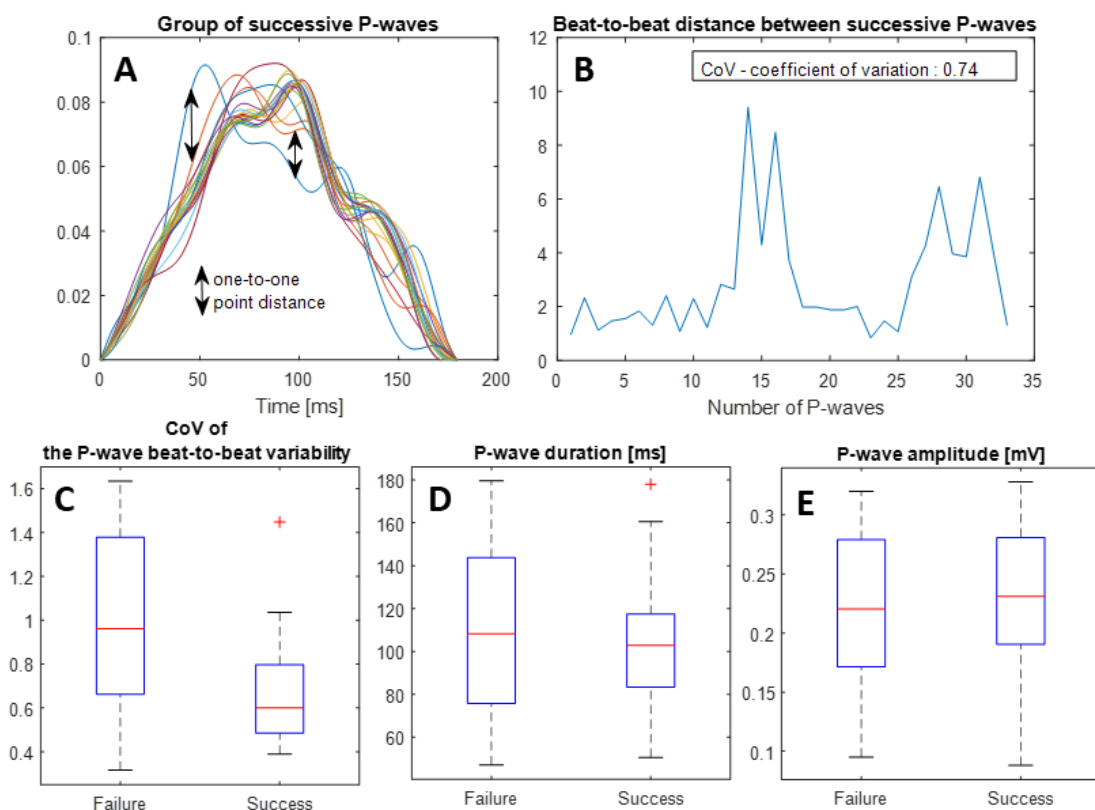 Group of successive P-waves
A
0.1
0.08
0.06
0.04
0.02
0
one-to-one
point distance
0 50 100 150 200
Time [ms]
Beat-to-beat distance between successive P-waves
B
CoV - coefficient of variation : 0.74
12
10
8
6
4
2
0
0 5 10 15 20 25 30 35
Number of P-waves
CoV of
the P-wave beat-to-beat variability
C
1.6
1.4
1.2
1
0.8
0.6
0.4
Failure Success
P-wave duration [ms]
D
180
160
140
120
100
80
60
Failure Success
P-wave amplitude [mV]
E
0.3
0.25
0.2
0.15
0.1
Failure Success